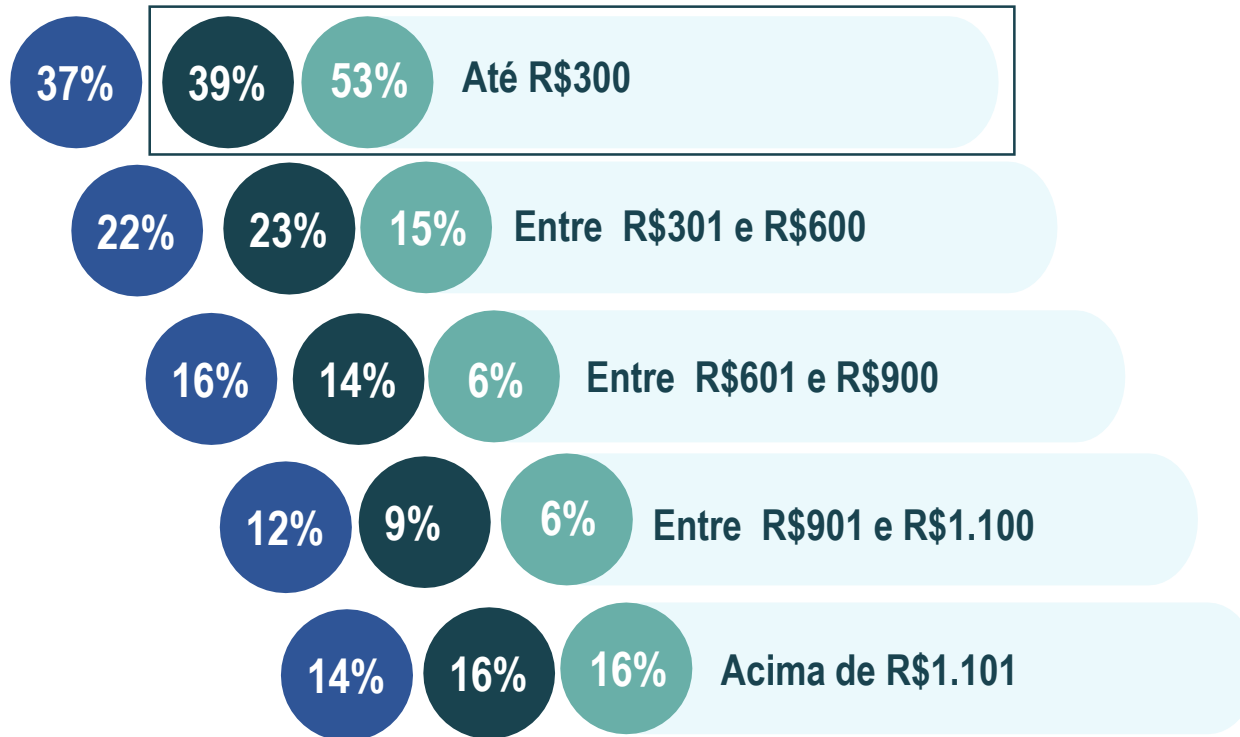 37% 39% 53% Até R$300
22% 23% 15% Entre R$301 e R$600
16% 14% 6% Entre R$601 e R$900
12% 9% 6% Entre R$901 e R$1.100
14% 16% 16% Acima de R$1.101